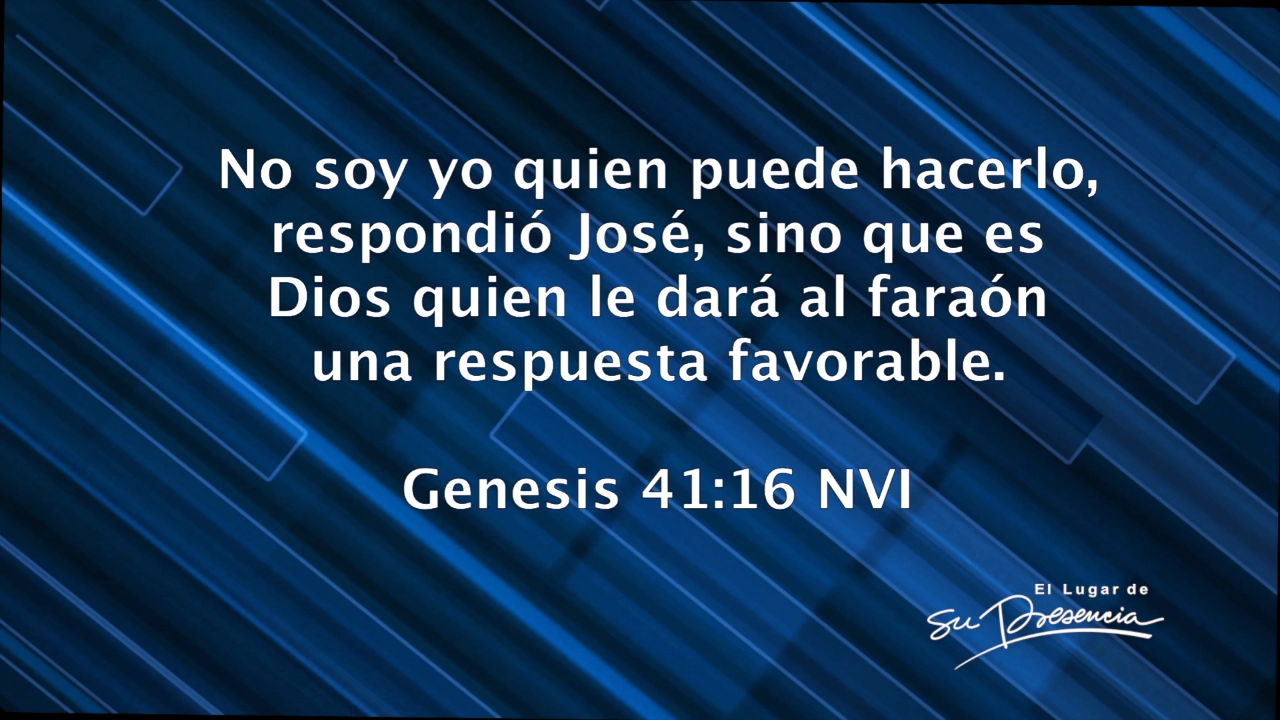 No soy yo quien puede hacerlo,
respondió José, sino que es
Dios quien le dará al faraón
una respuesta favorable.
Genesis 41:16 NVI
El Lugar de
Su Presencia